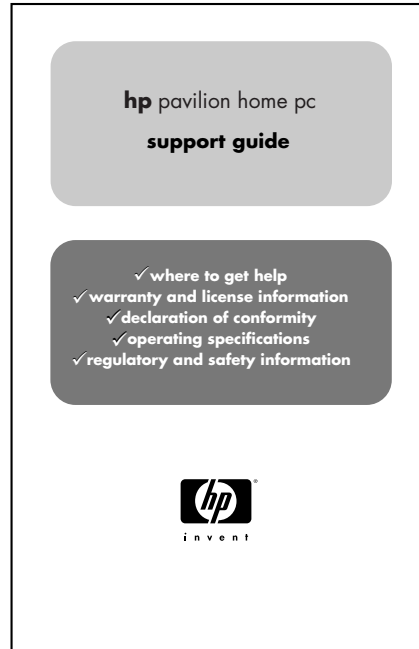 hp pavilion home pc
support guide
✓where to get help
✓warranty and license information
✓declaration of conformity
✓operating specifications
✓regulatory and safety information
hp®
invent